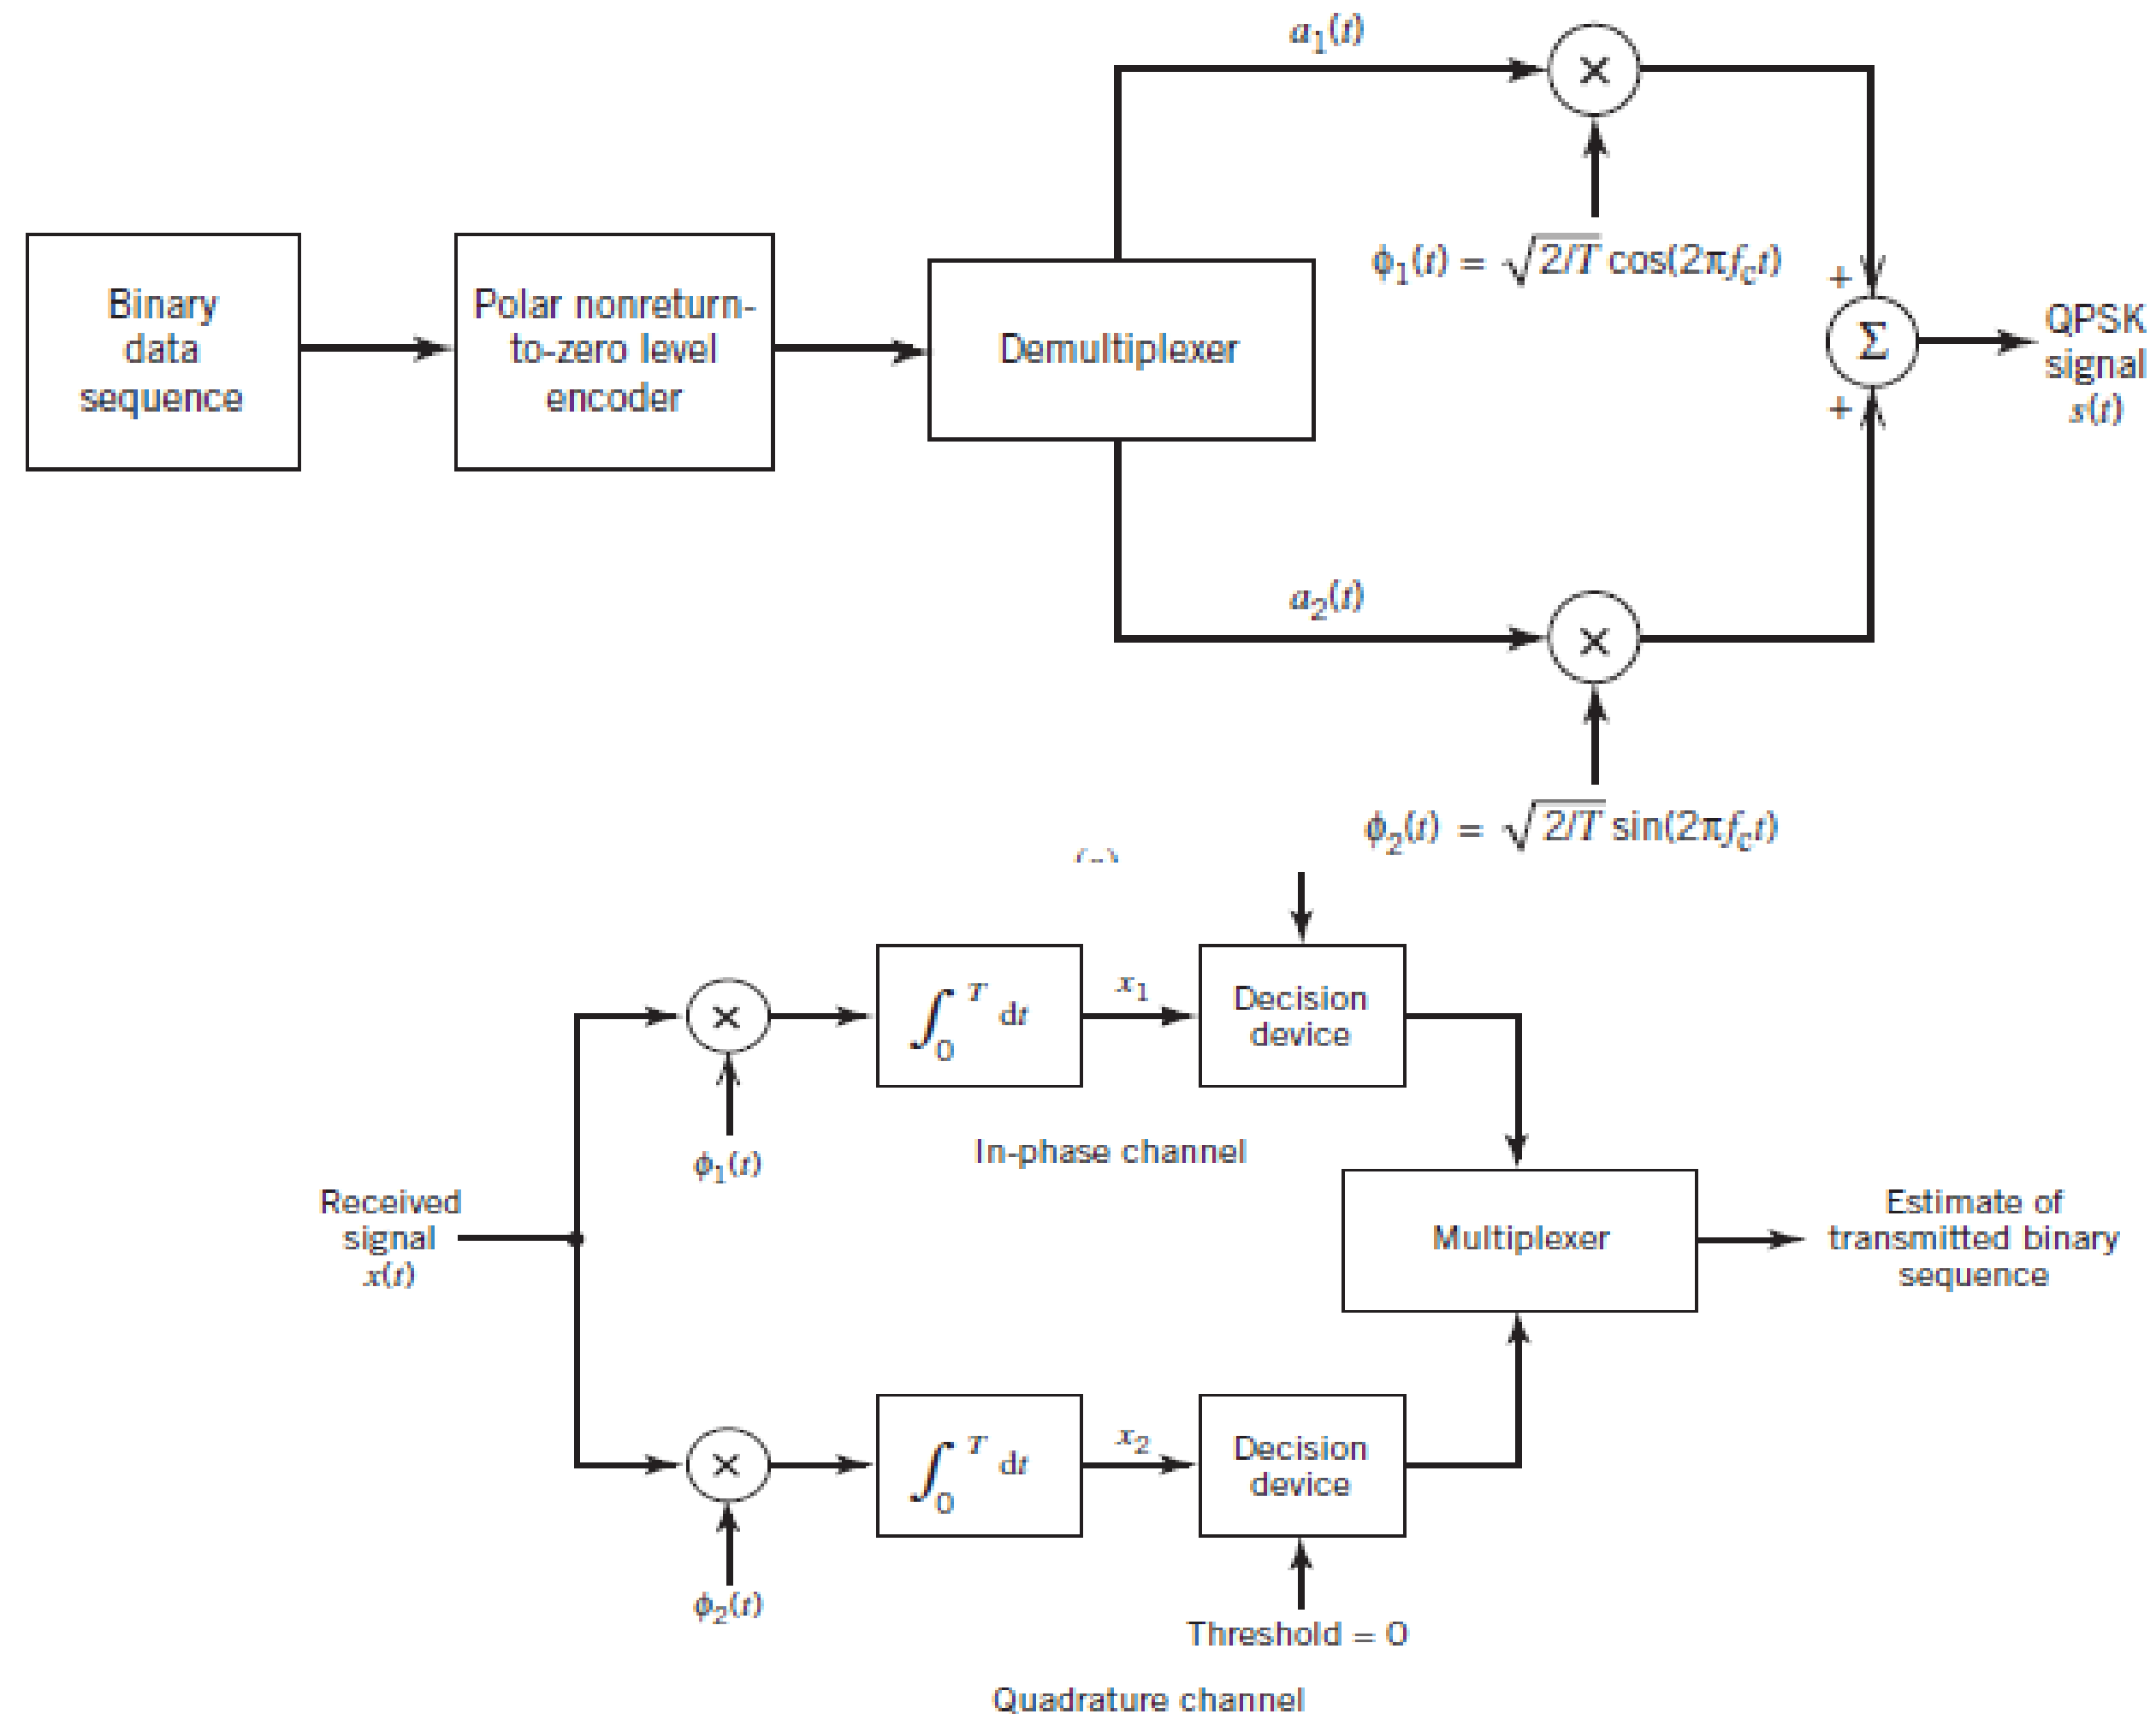 a₁(t)
×
ϕ₁(t) = √2/T cos(2πf_ct)
Binary
data
sequence
Polar nonreturn-
to-zero level
encoder
Demultiplexer
+
Σ
+
QPSK
signal
s(t)
a₂(t)
×
ϕ₂(t) = √2/T sin(2πf_ct)
×
∫₀ᵀ dt
x₁
Decision
device
ϕ₁(t)
In-phase channel
Received
signal
x(t)
Multiplexer
Estimate of
transmitted binary
sequence
×
∫₀ᵀ dt
x₂
Decision
device
ϕ₂(t)
Threshold = 0
Quadrature channel